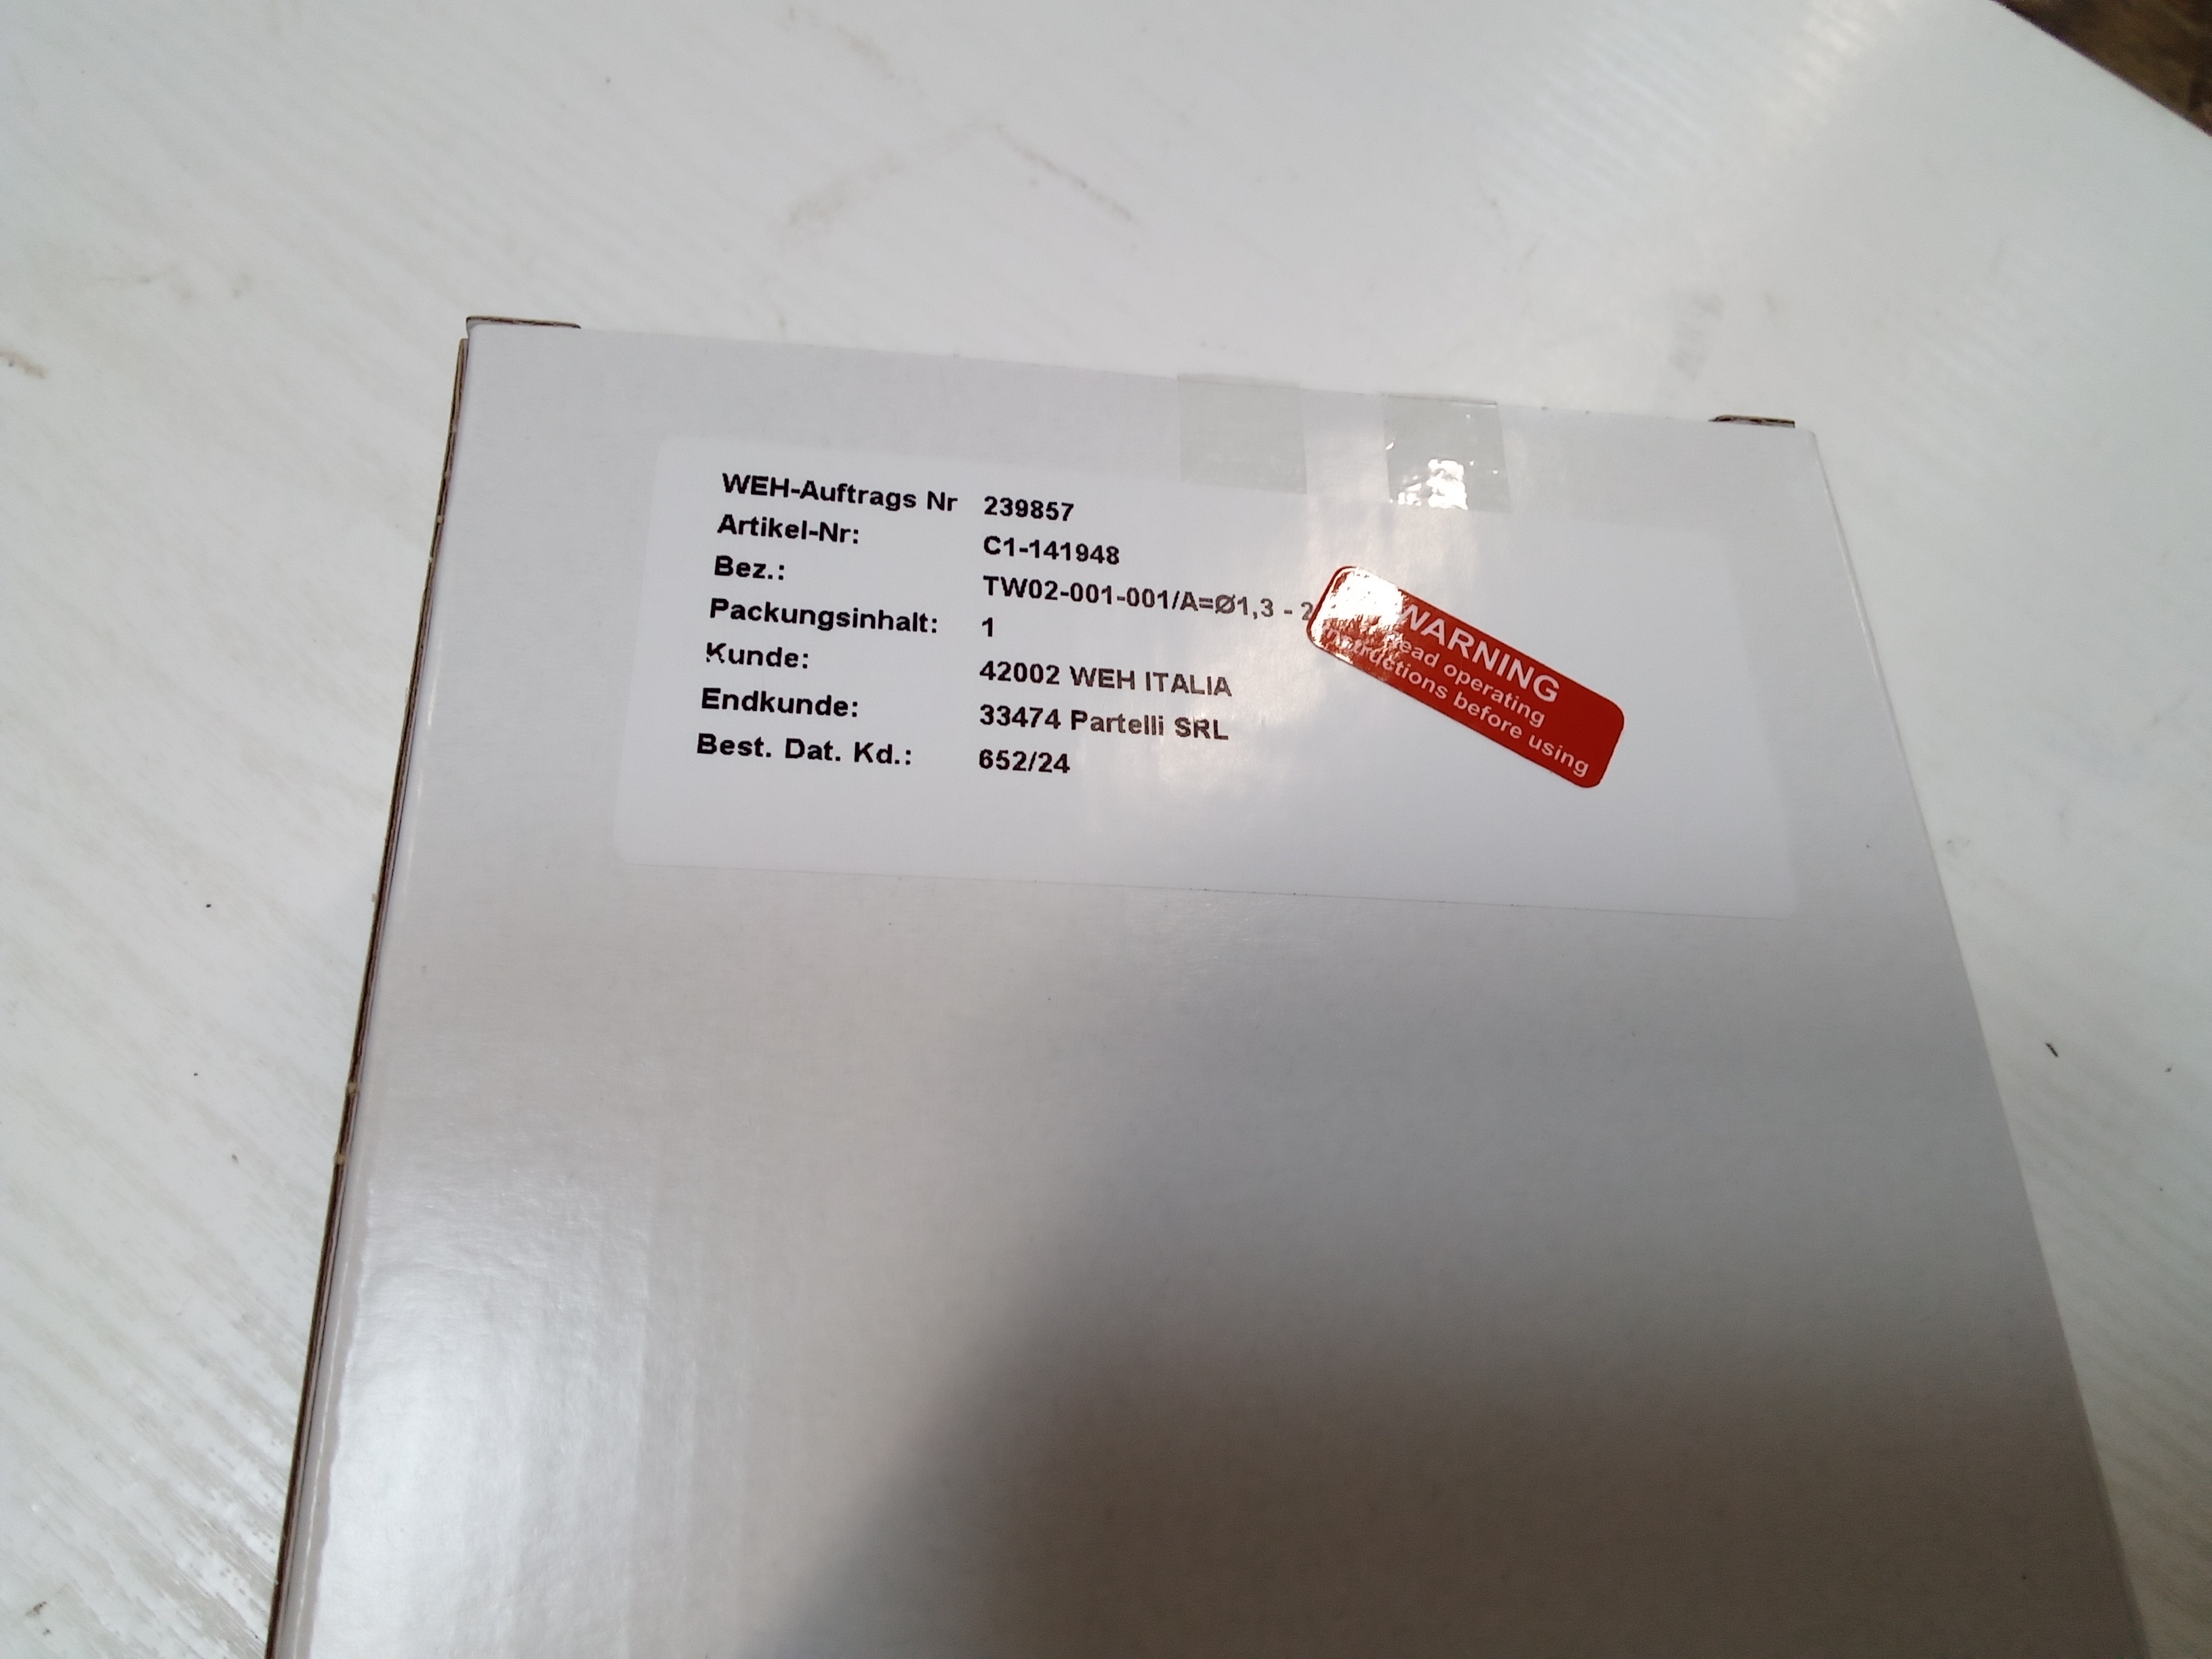 WEH-Auftrags Nr 239857
Artikel-Nr: C1-141948
Bez.: TW02-001-001/A=Ø1,3 - 2
Packungsinhalt: 1
Kunde: 42002 WEH ITALIA
Endkunde: 33474 Partelli SRL
Best. Dat. Kd.: 652/24
WARNING
Read operating
instructions before using